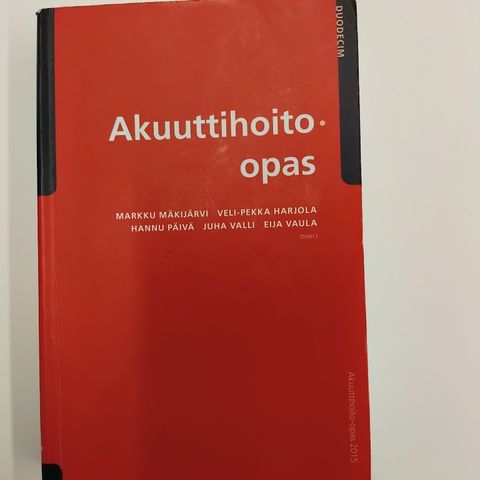 DUODECIM
Akuuttihoito-
opas
MARKKU MÄKIJÄRVI VELI-PEKKA HARJOLA
HANNU PÄIVÄ JUHA VALLI EIJA VAULA
(toim.)
Akuuttihoito-opas 2015